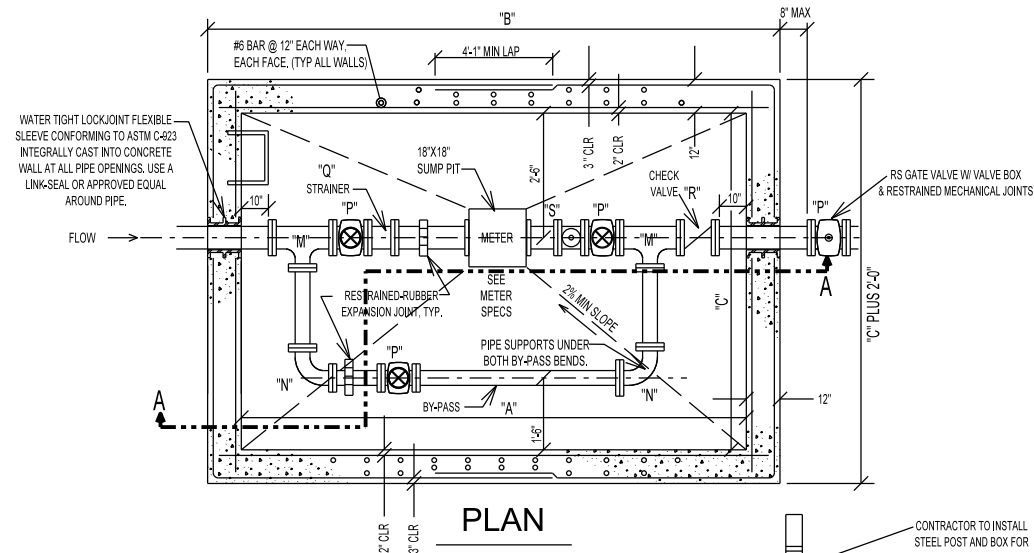 "B"
8" MAX
#6 BAR @ 12" EACH WAY,
EACH FACE. (TYP ALL WALLS)
4'-1" MIN LAP
WATER TIGHT LOCKJOINT FLEXIBLE
SLEEVE CONFORMING TO ASTM C-923
INTEGRALLY CAST INTO CONCRETE
WALL AT ALL PIPE OPENINGS. USE A
LINK-SEAL OR APPROVED EQUAL
AROUND PIPE.
18"X18"
SUMP PIT
3" CLR
2" CLR
12"
2'-6"
"Q"
STRAINER
"P"
10"
"S"
"P"
CHECK
VALVE
"R"
10"
RS GATE VALVE W/ VALVE BOX
& RESTRAINED MECHANICAL JOINTS
"P"
FLOW
"M"
METER
"M"
SEE
METER
SPECS
RESTRAINED-RUBBER
EXPANSION JOINT, TYP.
2% MIN SLOPE
"C"
A
"C" PLUS 2'-0"
PIPE SUPPORTS UNDER
BOTH BY-PASS BENDS.
"P"
"N"
"N"
A
BY-PASS
"A"
1'-6"
12"
2" CLR
3" CLR
PLAN
CONTRACTOR TO INSTALL
STEEL POST AND BOX FOR